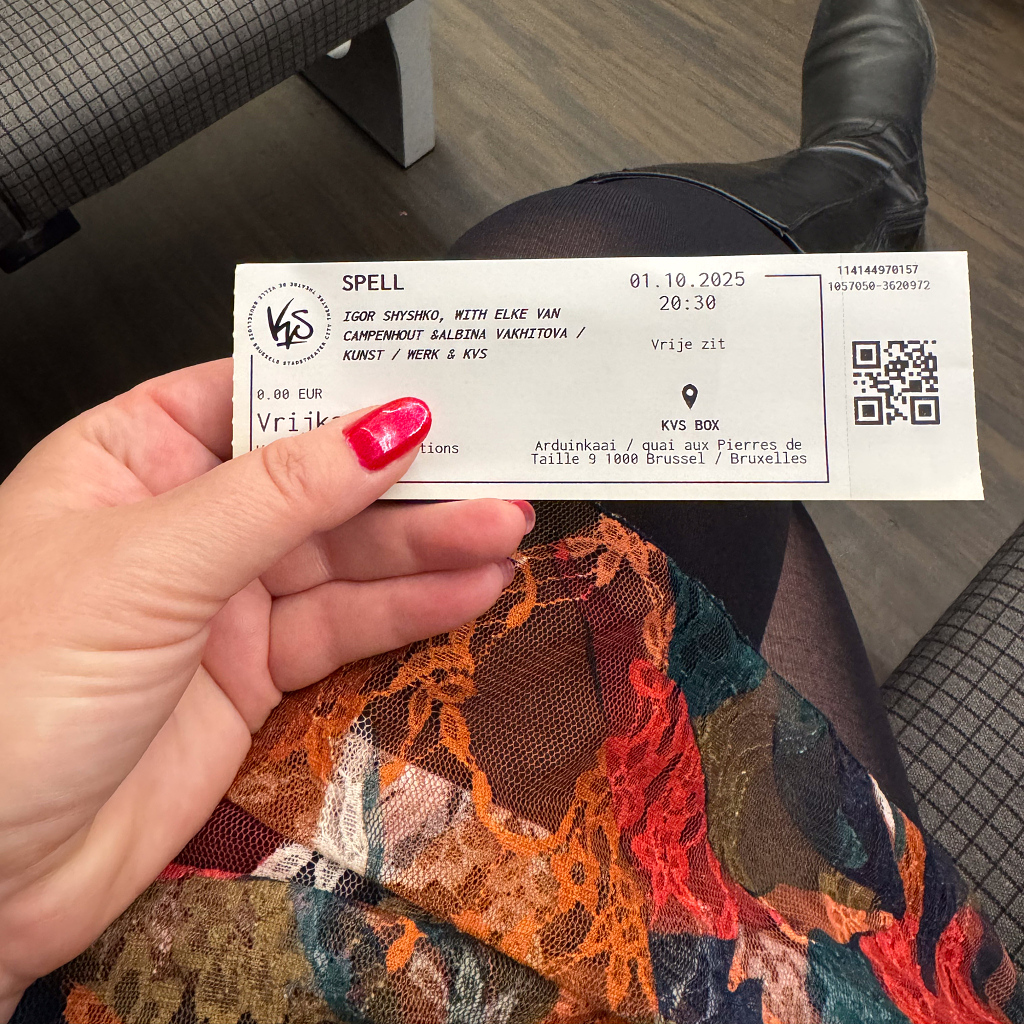 KVS
SPELL
IGOR SHYSHKO, WITH ELKE VAN
CAMPENHOUT &ALBINA VAKHITOVA /
KUNST / WERK & KVS
0.00 EUR
01.10.2025
20:30
Vrije zit
KVS BOX
Arduinkaai / quai aux Pierres de
Taille 9 1000 Brussel / Bruxelles
114144970157
1057050-3620972